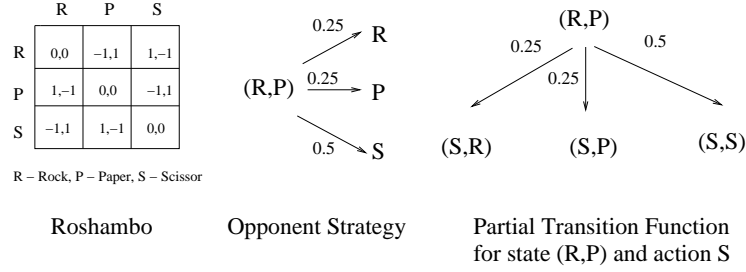 R P S
R 0,0 −1,1 1,−1
P 1,−1 0,0 −1,1
S −1,1 1,−1 0,0
R – Rock, P – Paper, S – Scissor
Roshambo
0.25
R
(R,P) 0.25 P
0.5
S
Opponent Strategy
(R,P)
0.25 0.25 0.5
(S,R) (S,P) (S,S)
Partial Transition Function
for state (R,P) and action S